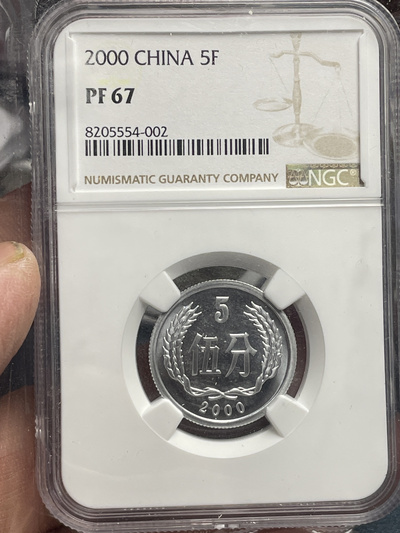 2000 CHINA 5F
PF 67
8205554-002
NUMISMATIC GUARANTY COMPANY NGC®
5
伍分
2000